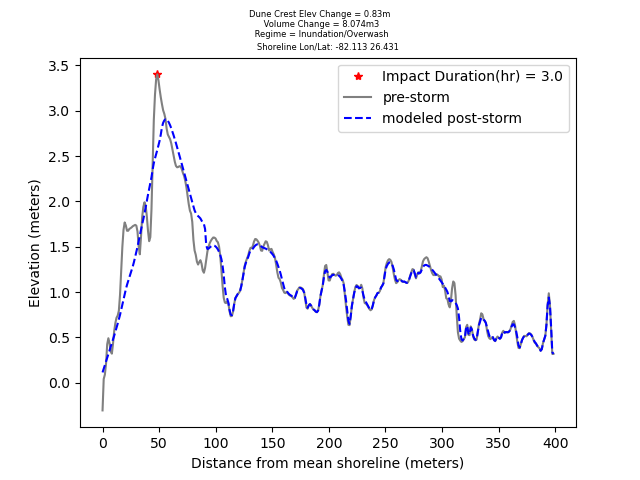 Dune Crest Elev Change = 0.83m
Volume Change = 8.074m3
Regime = Inundation/Overwash
Shoreline Lon/Lat: -82.113 26.431
Impact Duration(hr) = 3.0
pre-storm
modeled post-storm
Elevation (meters)
3.5
3.0
2.5
2.0
1.5
1.0
0.5
0.0
0 50 100 150 200 250 300 350 400
Distance from mean shoreline (meters)